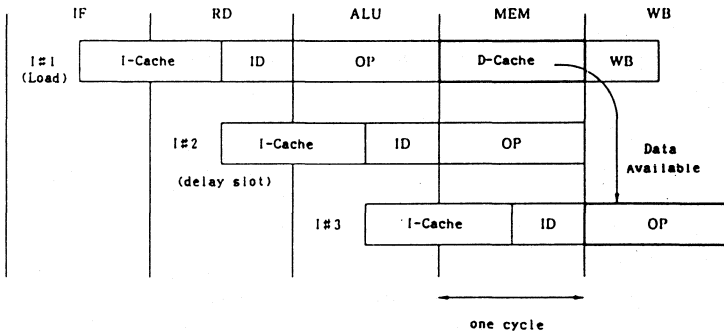 IF RD ALU MEM WB
I#1 I-Cache ID OP D-Cache WB
(Load)
I#2 I-Cache ID OP Data
Available
(delay slot)
I#3 I-Cache ID OP
one cycle